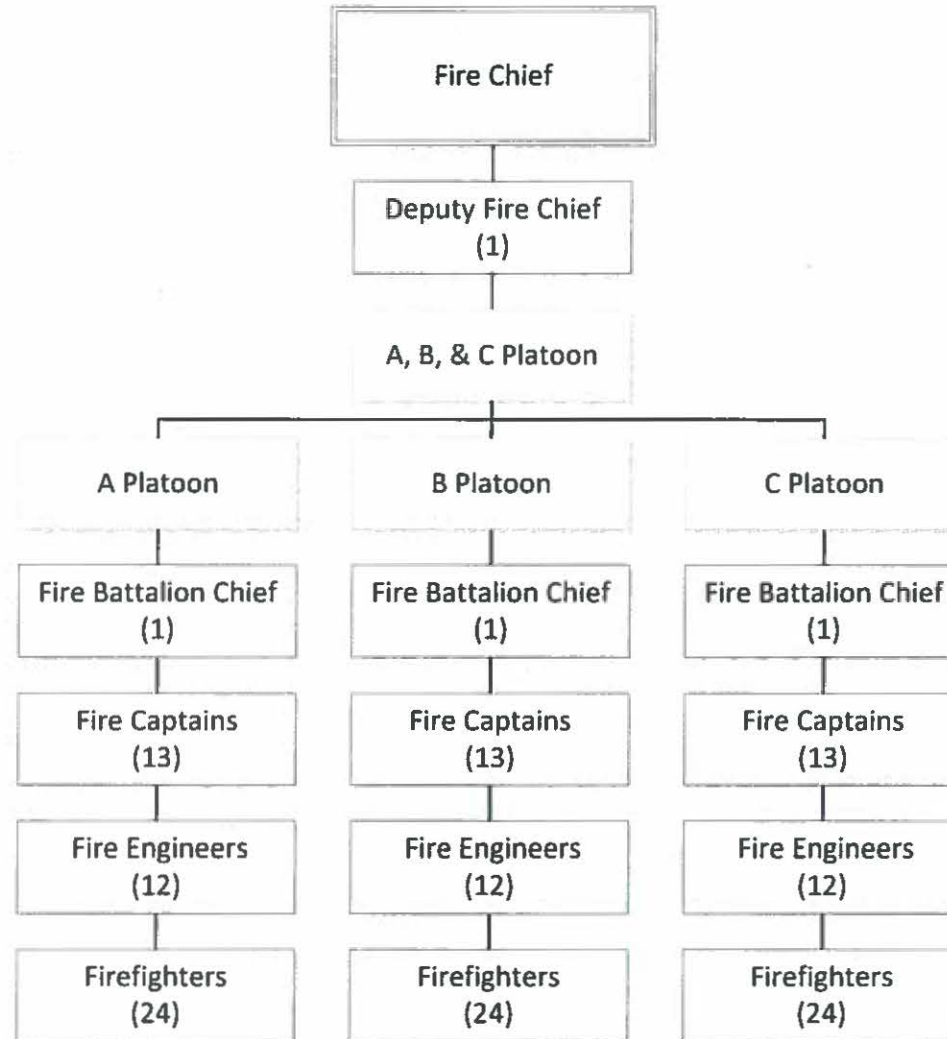 Fire Chief
Deputy Fire Chief
(1)
A, B, & C Platoon
A Platoon
B Platoon
C Platoon
Fire Battalion Chief
(1)
Fire Battalion Chief
(1)
Fire Battalion Chief
(1)
Fire Captains
(13)
Fire Captains
(13)
Fire Captains
(13)
Fire Engineers
(12)
Fire Engineers
(12)
Fire Engineers
(12)
Firefighters
(24)
Firefighters
(24)
Firefighters
(24)